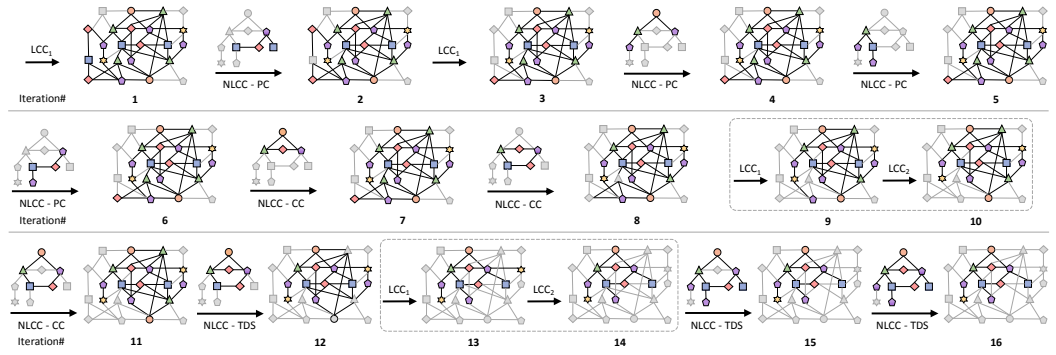 LCC1 NLCC - PC LCC1 NLCC - PC NLCC - PC
Iteration# 1 2 3 4 5
NLCC - PC NLCC - CC NLCC - CC LCC1 LCC2
Iteration# 6 7 8 9 10
NLCC - CC NLCC - TDS LCC1 LCC2 NLCC - TDS NLCC - TDS
Iteration# 11 12 13 14 15 16